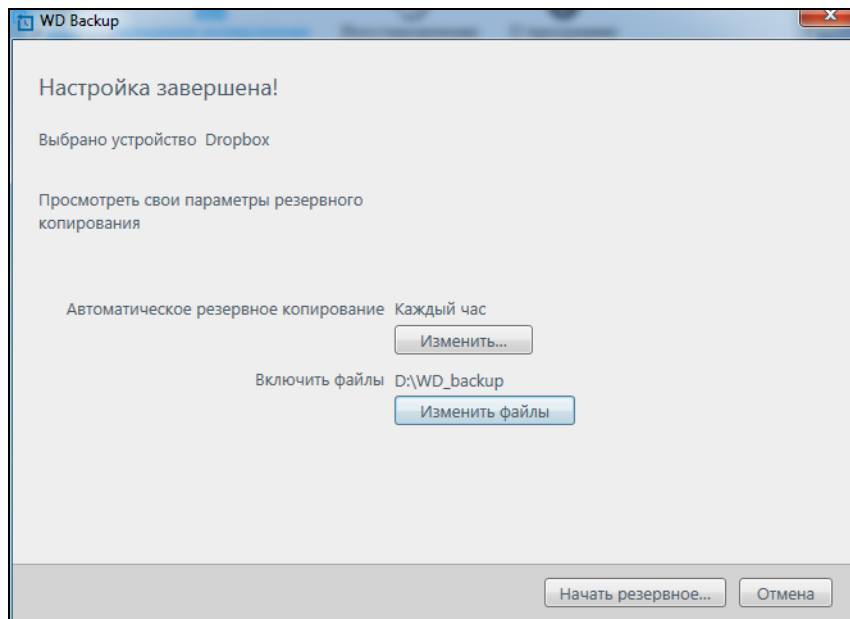 WD Backup
Настройка завершена!
Выбрано устройство Dropbox
Просмотреть свои параметры резервного
копирования
Автоматическое резервное копирование Каждый час
Изменить...
Включить файлы D:\WD_backup
Изменить файлы
Начать резервное... Отмена